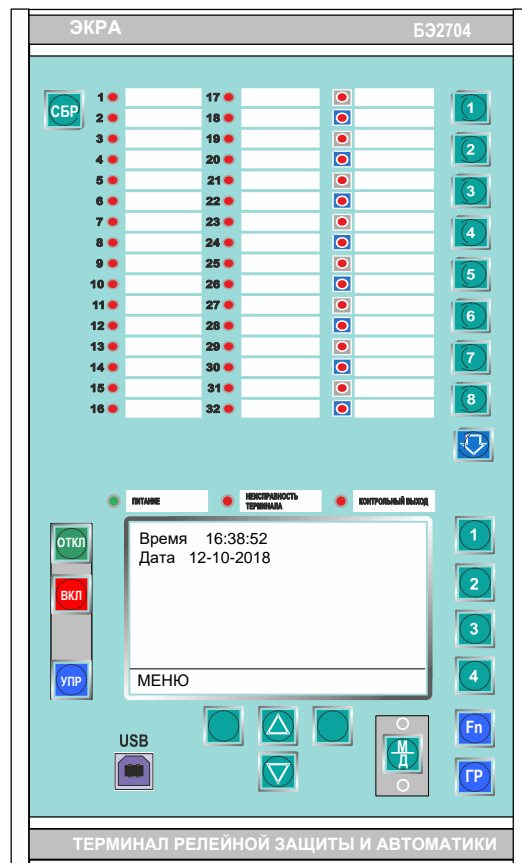 ЭКРА БЭ2704
СБР
1 17 1
2 18
3 19 2
4 20
5 21 3
6 22
7 23 4
8 24
9 25 5
10 26
11 27 6
12 28
13 29 7
14 30
15 31 8
16 32
ПИТАНИЕ НЕИСПРАВНОСТЬ ТЕРМИНАЛА КОНТРОЛЬНЫЙ ВЫХОД
ОТКЛ
Время 16:38:52
Дата 12-10-2018
1
ВКЛ
2
3
УПР
МЕНЮ
4
USB
М
Д
Fn
ГР
ТЕРМИНАЛ РЕЛЕЙНОЙ ЗАЩИТЫ И АВТОМАТИКИ